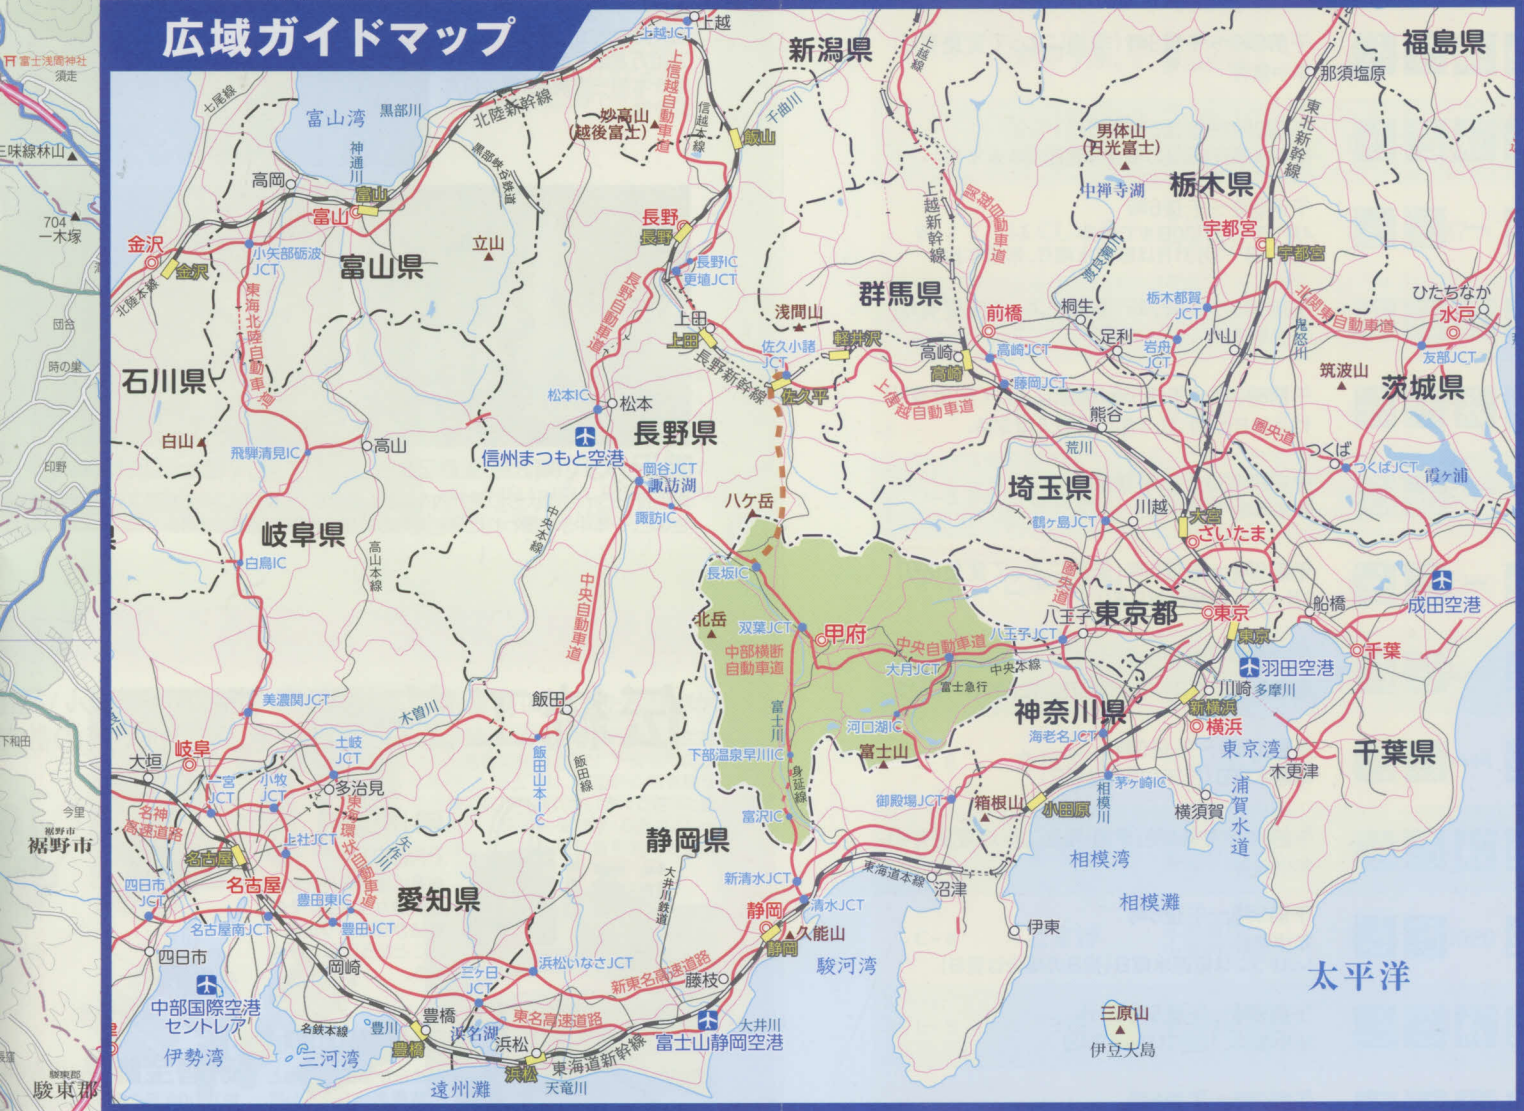 広域ガイドマップ
富士浅間神社
須走
三味線林山
704
一木塚
団台
時の巣
印野
下和田
今里
裾野市
裾野市
駿東郡
駿東郡
新潟県
福島県
上越
上越JCT
上信越自動車道
信越本線
上越線
千曲川
那須塩原
東北新幹線
七尾線
富山湾
黒部川
北陸新幹線
妙高山
(越後富士)
飯山
男体山
(日光富士)
中禅寺湖
栃木県
黒部峡谷鉄道
神通川
高岡
富山
富山
長野
長野
上越新幹線
関越自動車道
宇都宮
宇都宮
金沢
金沢
小矢部砺波
JCT
立山
富山県
長野IC
更埴JCT
渡良瀬川
北陸本線
東海北陸自動車道
長野自動車道
上田
上田
浅間山
群馬県
前橋
桐生
栃木都賀
JCT
北関東自動車道
ひたちなか
水戸
佐久小諸
JCT
軽井沢
高崎
高崎
高崎JCT
足利
岩舟
JCT
小山
鬼怒川
友部JCT
長野新幹線
佐久平
上信越自動車道
藤岡JCT
筑波山
茨城県
石川県
白山
飛騨清見IC
高山
松本IC
松本
長野県
信州まつもと空港
熊谷
荒川
圏央道
つくば
つくばJCT
霞ヶ浦
岡谷JCT
諏訪湖
諏訪IC
八ケ岳
埼玉県
川越
鶴ヶ島JCT
大宮
さいたま
岐阜県
白鳥IC
高山本線
中央本線
中央自動車道
長坂IC
北岳
双葉JCT
甲府
中部横断
自動車道
中央自動車道
大月JCT
中央本線
富士急行
八王子JCT
八王子
圏央道
東京都
東京
東京
船橋
成田空港
千葉
羽田空港
美濃関JCT
木曽川
飯田
飯田山本IC
飯田線
富士川
河口湖IC
富士山
下部温泉早川IC
身延線
富沢IC
神奈川県
海老名JCT
川崎
多摩川
新横浜
横浜
東京湾
木更津
千葉県
岐阜
大垣
土岐
JCT
多治見
一宮
JCT
小牧
JCT
名神
高速道路
東海環状自動車道
御殿場JCT
箱根山
小田原
茅ヶ崎IC
相模川
横須賀
浦賀水道
名古屋
名古屋
上社JCT
矢作川
静岡県
大井川鉄道
新清水JCT
清水JCT
東海道本線
沼津
相模湾
相模灘
四日市
JCT
豊田東IC
愛知県
名古屋南JCT
豊田JCT
静岡
静岡
久能山
伊東
四日市
岡崎
三ヶ日
JCT
浜松いなさJCT
新東名高速道路
藤枝
駿河湾
太平洋
中部国際空港
セントレア
名鉄本線
豊川
豊橋
豊橋
浜名湖
東名高速道路
浜松
浜松
東海道新幹線
富士山静岡空港
大井川
三原山
伊豆大島
伊勢湾
三河湾
遠州灘
天竜川